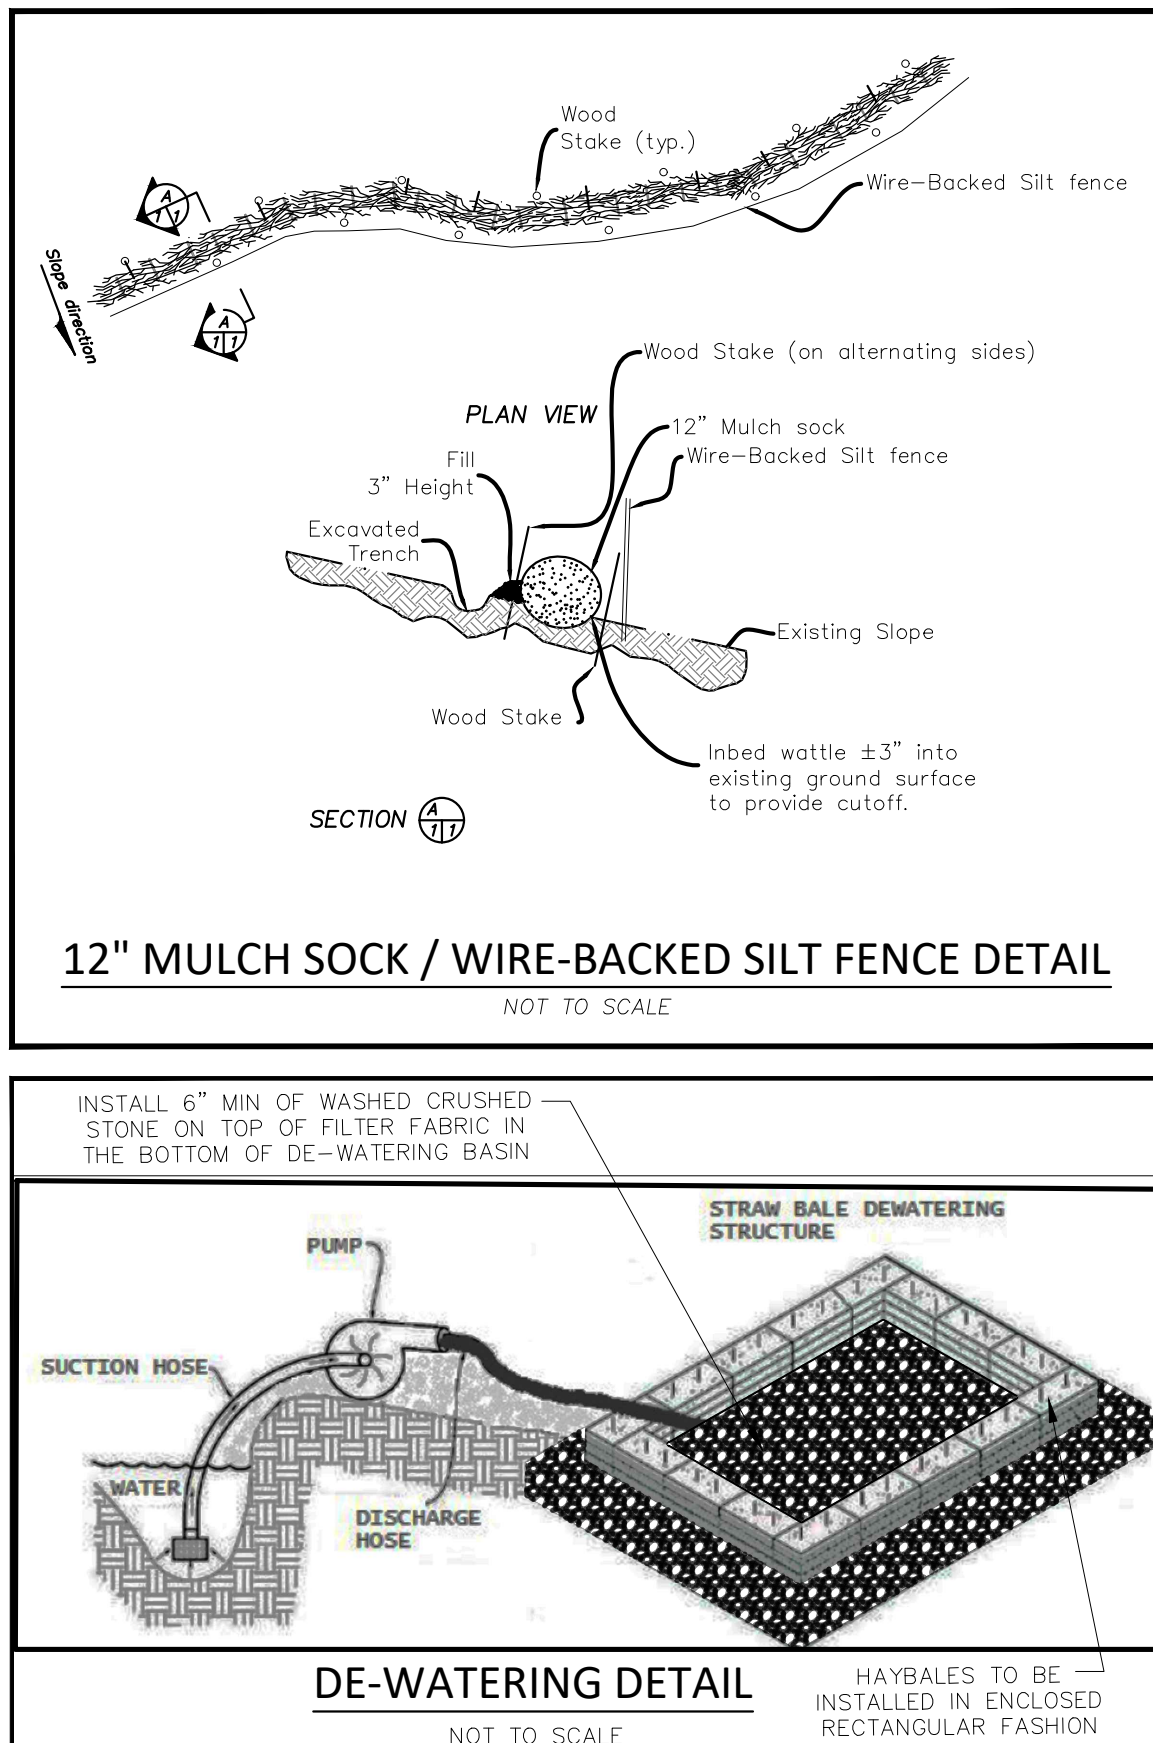 Wood
Stake (typ.)
Wire-Backed Silt fence
A
1 1
Slope direction
A
1 1
Wood Stake (on alternating sides)
PLAN VIEW
12" Mulch sock
Wire-Backed Silt fence
Fill
3" Height
Excavated
Trench
Existing Slope
Wood Stake
Inbed wattle ±3" into
existing ground surface
to provide cutoff.
SECTION A
1 1
12" MULCH SOCK / WIRE-BACKED SILT FENCE DETAIL
NOT TO SCALE
INSTALL 6" MIN OF WASHED CRUSHED
STONE ON TOP OF FILTER FABRIC IN
THE BOTTOM OF DE-WATERING BASIN
STRAW BALE DEWATERING
STRUCTURE
PUMP
SUCTION HOSE
WATER
DISCHARGE
HOSE
DE-WATERING DETAIL
NOT TO SCALE
HAYBALES TO BE
INSTALLED IN ENCLOSED
RECTANGULAR FASHION